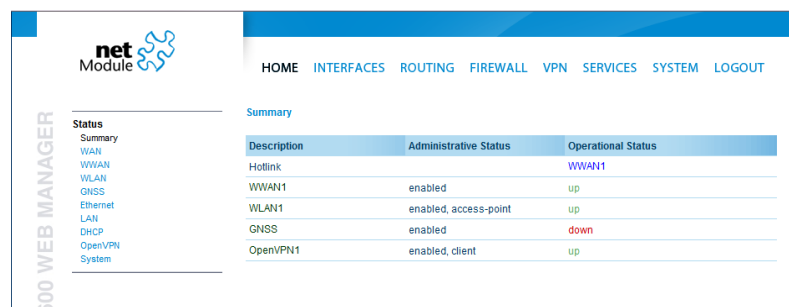 net
Module
HOME INTERFACES ROUTING FIREWALL VPN SERVICES SYSTEM LOGOUT
Summary
Status
Summary
WAN
WWAN
WLAN
GNSS
Ethernet
LAN
DHCP
OpenVPN
System
Description Administrative Status Operational Status
Hotlink WWAN1
WWAN1 enabled up
WLAN1 enabled, access-point up
GNSS enabled down
OpenVPN1 enabled, client up
WEB MANAGER